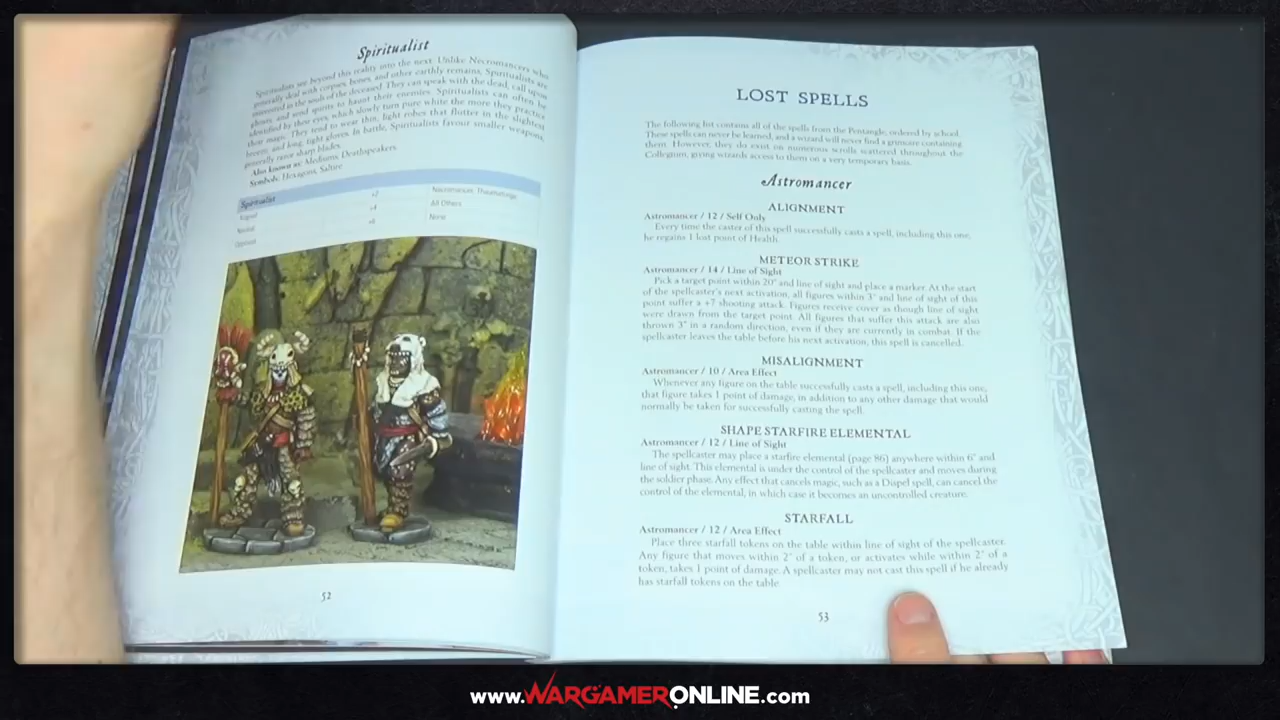 Spiritualist
Spiritualists see beyond this reality into the next. Unlike Necromancers who
generally deal with corpses, bones, and other earthly remains, Spiritualists are
interested in the souls of the deceased. They can speak with the dead, call upon
ghosts, and send spirits to haunt their enemies. Spiritualists can often be
identified by their eyes, which slowly turn pure white the more they practice
their magic. They tend to wear thin, light robes that flutter in the slightest
breeze, and long, tight gloves. In battle, Spiritualists favour smaller weapons,
generally razor sharp blades.
Also known as: Mediums, Deathspeakers
Symbols: Hexagon, Saltire
Spiritualist
Aligned +2 Necromancer, Thaumaturge
Neutral +4 All Others
Opposed +6 None
52
LOST SPELLS
The following list contains all of the spells from the Pentangle, ordered by school.
These spells can never be learned, and a wizard will never find a grimoire containing
them. However, they do exist on numerous scrolls scattered throughout the
Collegium, giving wizards access to them on a very temporary basis.
Astromancer
ALIGNMENT
Astromancer / 12 / Self Only
Every time the caster of this spell successfully casts a spell, including this one,
he regains 1 lost point of Health.
METEOR STRIKE
Astromancer / 14 / Line of Sight
Pick a target point within 20" and line of sight and place a marker. At the start
of the spellcaster's next activation, all figures within 3" and line of sight of this
point suffer a +7 shooting attack. Figures receive cover as though line of sight
were drawn from the target point. All figures that suffer this attack are also
thrown 3" in a random direction, even if they are currently in combat. If the
spellcaster leaves the table before his next activation, this spell is cancelled.
MISALIGNMENT
Astromancer / 10 / Area Effect
Whenever any figure on the table successfully casts a spell, including this one,
that figure takes 1 point of damage, in addition to any other damage that would
normally be taken for successfully casting the spell.
SHAPE STARFIRE ELEMENTAL
Astromancer / 12 / Line of Sight
The spellcaster may place a starfire elemental (page 86) anywhere within 6" and
line of sight. This elemental is under the control of the spellcaster and moves during
the soldier phase. Any effect that cancels magic, such as a Dispel spell, can cancel the
control of the elemental, in which case it becomes an uncontrolled creature.
STARFALL
Astromancer / 12 / Area Effect
Place three starfall tokens on the table within line of sight of the spellcaster.
Any figure that moves within 2" of a token, or activates while within 2" of a
token, takes 1 point of damage. A spellcaster may not cast this spell if he already
has starfall tokens on the table.
53
www.WARGAMERONLINE.com